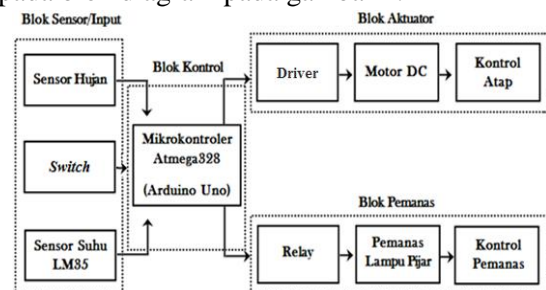 Blok Sensor/Input
Sensor Hujan
Switch
Sensor Suhu
LM35
Blok Kontrol
Mikrokontroler
Atmega328
(Arduino Uno)
Blok Aktuator
Driver
Motor DC
Kontrol
Atap
Blok Pemanas
Relay
Pemanas
Lampu Pijar
Kontrol
Pemanas